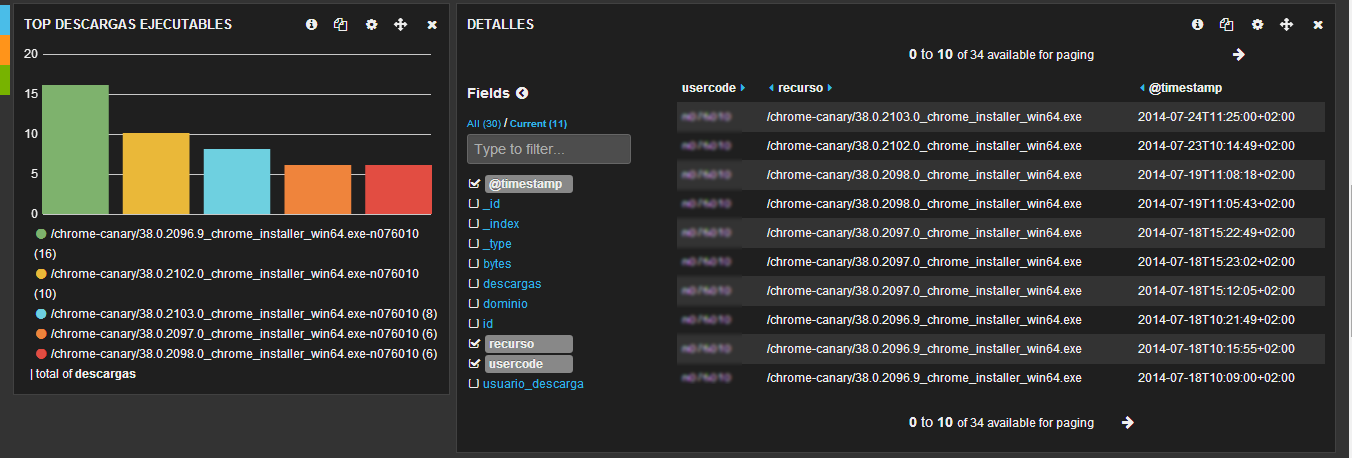 TOP DESCARGAS EJECUTABLES
20
15
10
5
0
/chrome-canary/38.0.2096.9_chrome_installer_win64.exe-n076010
(16)
/chrome-canary/38.0.2102.0_chrome_installer_win64.exe-n076010
(10)
/chrome-canary/38.0.2103.0_chrome_installer_win64.exe-n076010 (8)
/chrome-canary/38.0.2097.0_chrome_installer_win64.exe-n076010 (6)
/chrome-canary/38.0.2098.0_chrome_installer_win64.exe-n076010 (6)
| total of descargas
DETALLES
0 to 10 of 34 available for paging
Fields
All (30) / Current (11)
Type to filter...
@timestamp
_id
_index
_type
bytes
descargas
dominio
id
recurso
usercode
usuario_descarga
usercode recurso @timestamp
/chrome-canary/38.0.2103.0_chrome_installer_win64.exe 2014-07-24T11:25:00+02:00
/chrome-canary/38.0.2102.0_chrome_installer_win64.exe 2014-07-23T10:14:49+02:00
/chrome-canary/38.0.2098.0_chrome_installer_win64.exe 2014-07-19T11:08:18+02:00
/chrome-canary/38.0.2098.0_chrome_installer_win64.exe 2014-07-19T11:05:43+02:00
/chrome-canary/38.0.2097.0_chrome_installer_win64.exe 2014-07-18T15:22:49+02:00
/chrome-canary/38.0.2097.0_chrome_installer_win64.exe 2014-07-18T15:23:02+02:00
/chrome-canary/38.0.2097.0_chrome_installer_win64.exe 2014-07-18T15:12:05+02:00
/chrome-canary/38.0.2096.9_chrome_installer_win64.exe 2014-07-18T10:21:49+02:00
/chrome-canary/38.0.2096.9_chrome_installer_win64.exe 2014-07-18T10:15:55+02:00
/chrome-canary/38.0.2096.9_chrome_installer_win64.exe 2014-07-18T10:09:00+02:00
0 to 10 of 34 available for paging